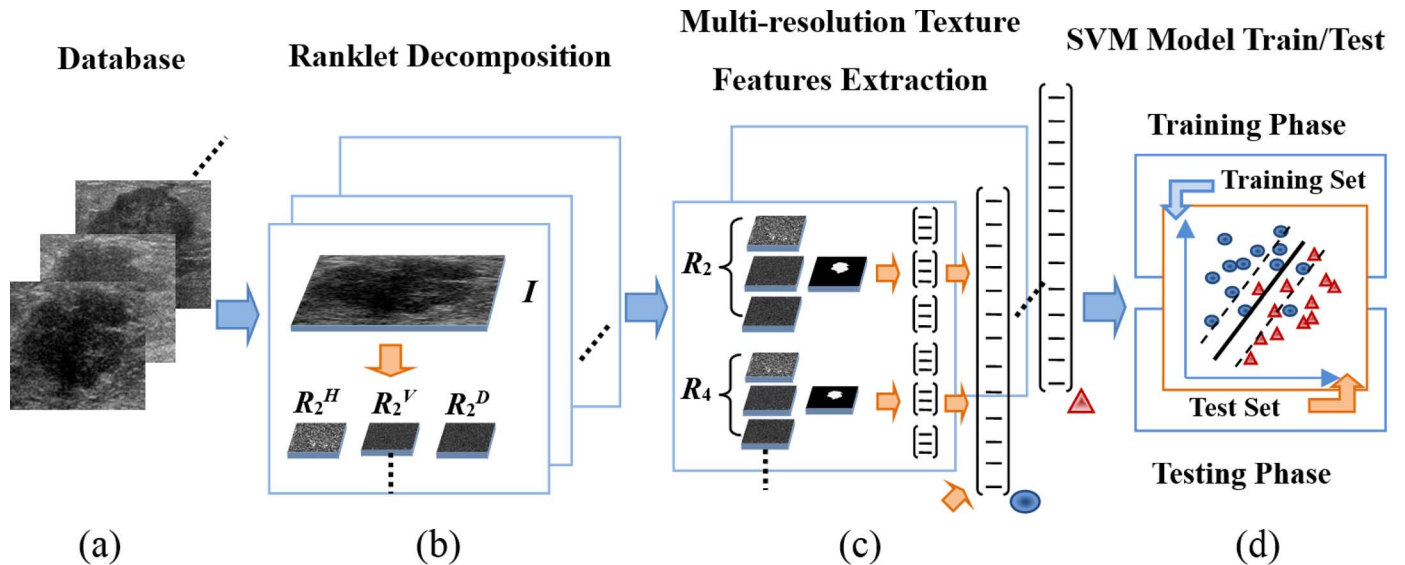 Database
Ranklet Decomposition
Multi-resolution Texture
Features Extraction
SVM Model Train/Test
Training Phase
Training Set
I
R₂ᴴ R₂ⱽ R₂ᴰ
R₂
R₄
Test Set
Testing Phase
(a) (b) (c) (d)